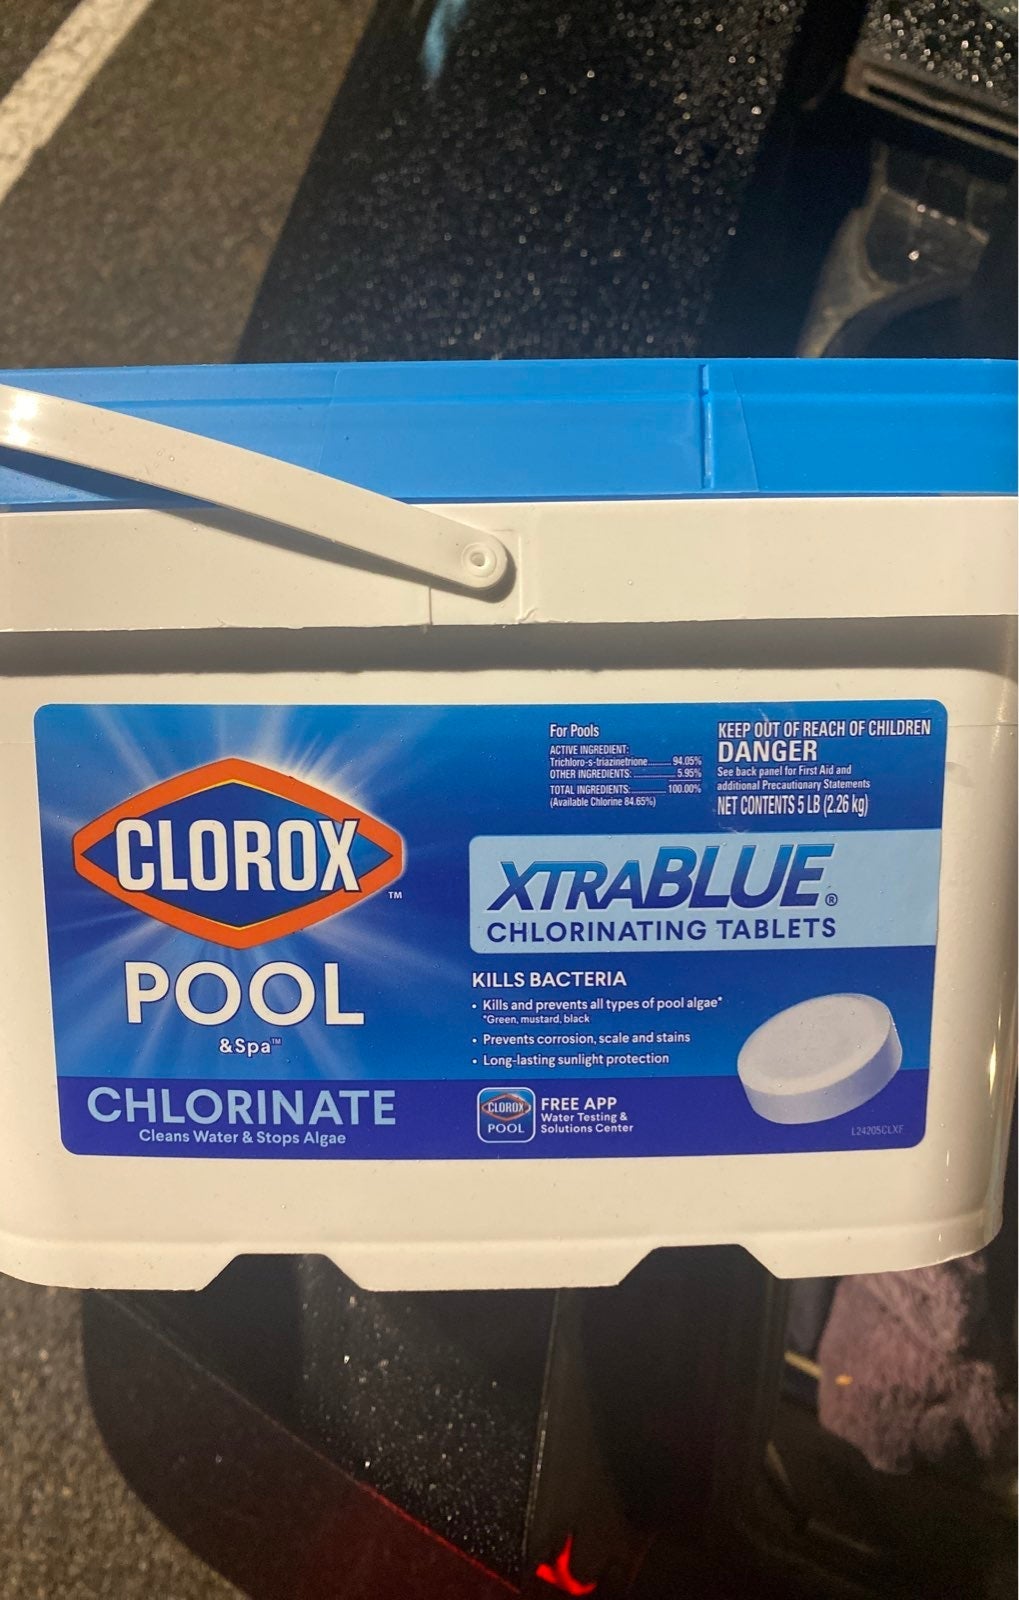 For Pools
ACTIVE INGREDIENT:
Trichloro-s-triazinetrione........ 94.05%
OTHER INGREDIENTS: ............ 5.95%
TOTAL INGREDIENTS:............ 100.00%
(Available Chlorine 84.65%)
KEEP OUT OF REACH OF CHILDREN
DANGER
See back panel for First Aid and
additional Precautionary Statements
NET CONTENTS 5 LB (2.26 kg)
CLOROX™
POOL
&Spa™
CHLORINATE
Cleans Water & Stops Algae
XTRABLUE®
CHLORINATING TABLETS
KILLS BACTERIA
• Kills and prevents all types of pool algae*
*Green, mustard, black
• Prevents corrosion, scale and stains
• Long-lasting sunlight protection
CLOROX
POOL
FREE APP
Water Testing &
Solutions Center
L24205CLXF